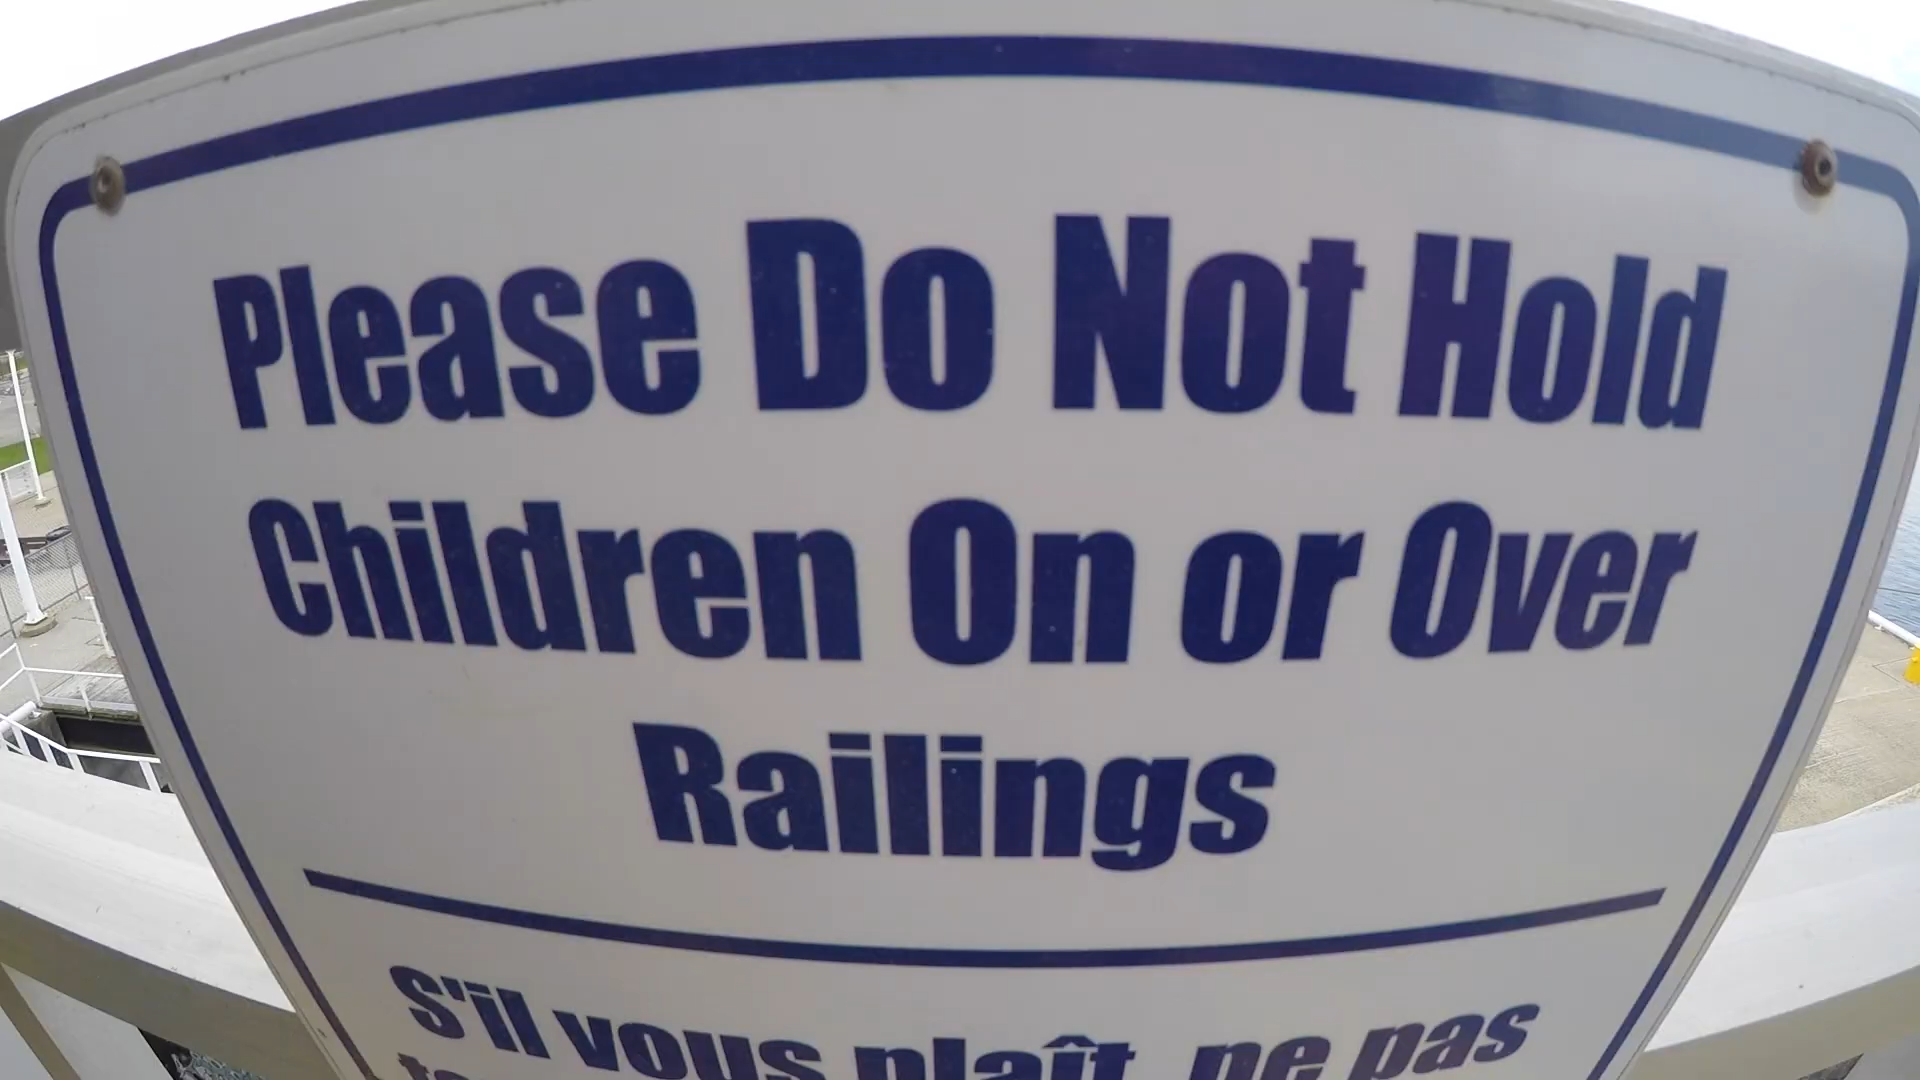 Please Do Not Hold
Children On or Over
Railings
S'il vous plaît ne pas